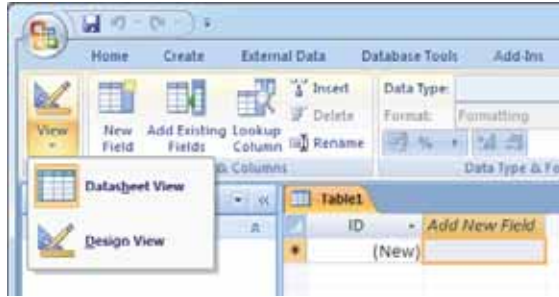 Home Create External Data Database Tools Add-Ins
View
New Field
Add Existing Fields
Lookup Column
Insert
Delete
Rename
Data Type:
Format: Formatting
%
& Columns
Data Type & Fo
Datasheet View
Design View
Table1
ID Add New Field
(New)